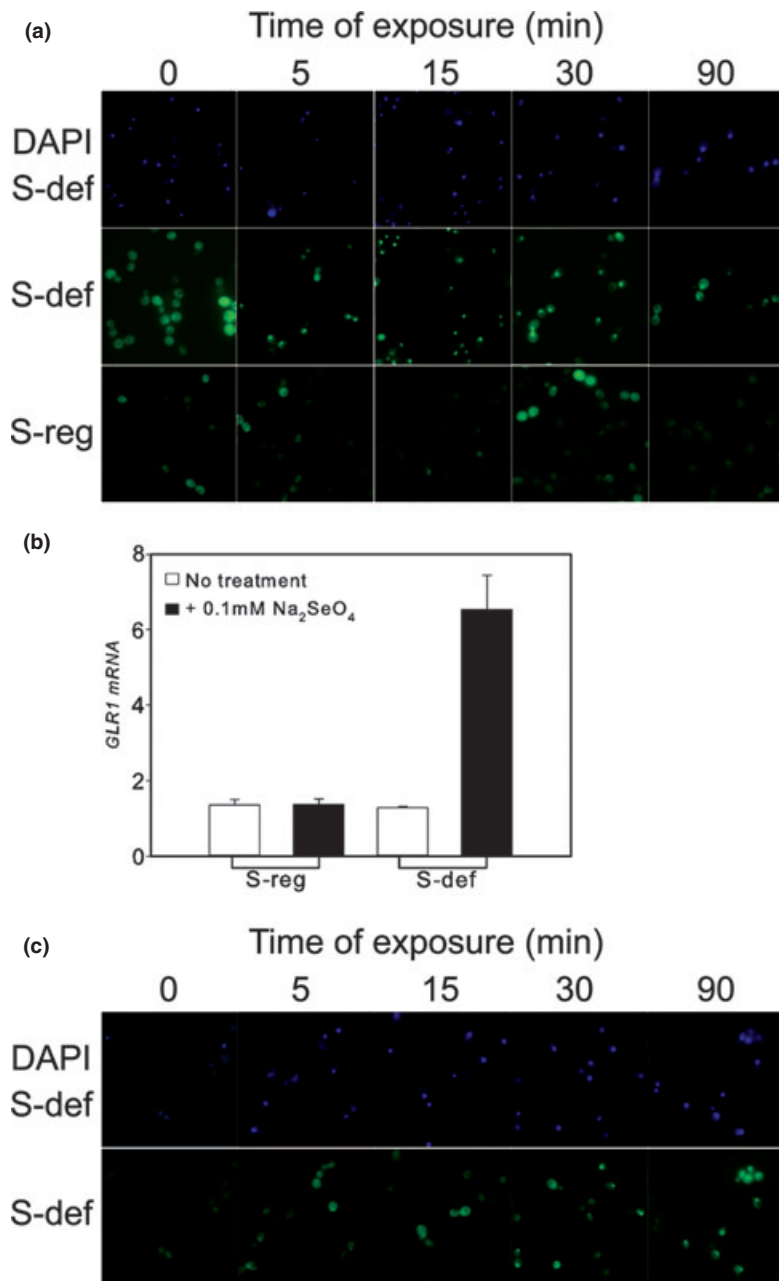 (a)
Time of exposure (min)
0 5 15 30 90
DAPI
S-def
S-def
S-reg
(b)
8
6
4
2
0
GLR1 mRNA
No treatment
+ 0.1mM Na₂SeO₄
S-reg S-def
(c)
Time of exposure (min)
0 5 15 30 90
DAPI
S-def
S-def